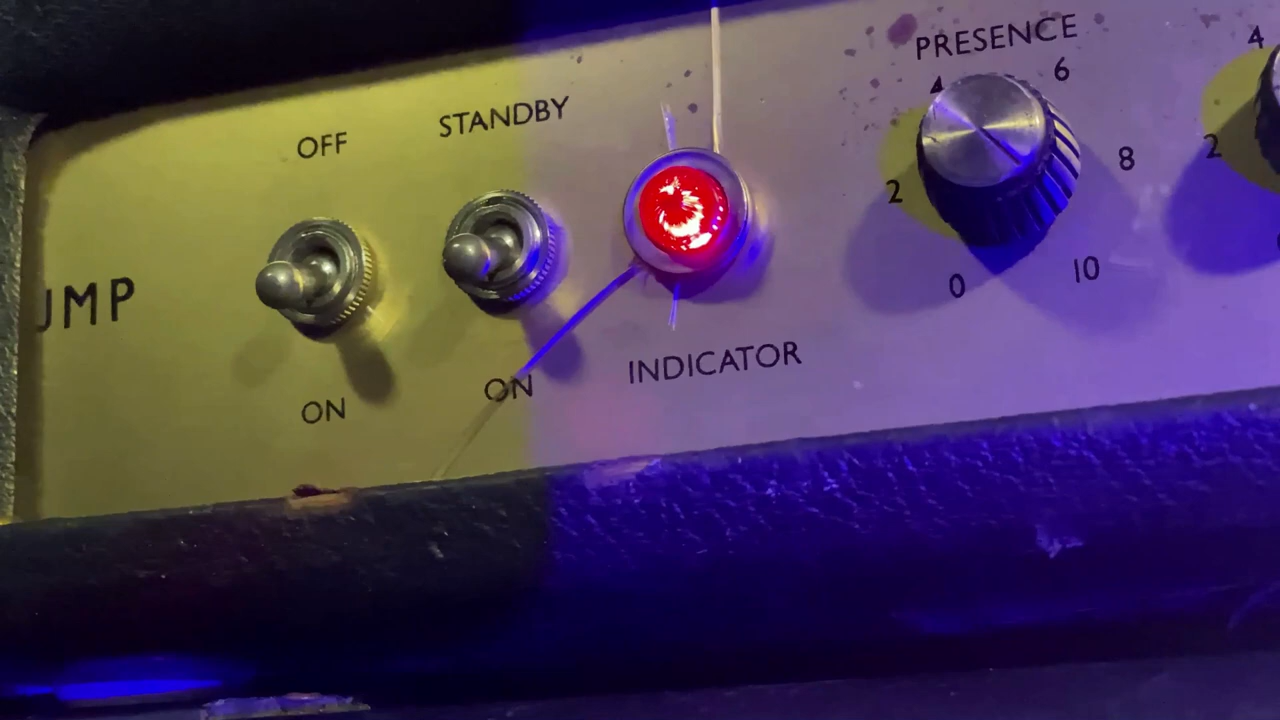 JMP
OFF
ON
STANDBY
ON
INDICATOR
PRESENCE
0
2
4
6
8
10
2
4